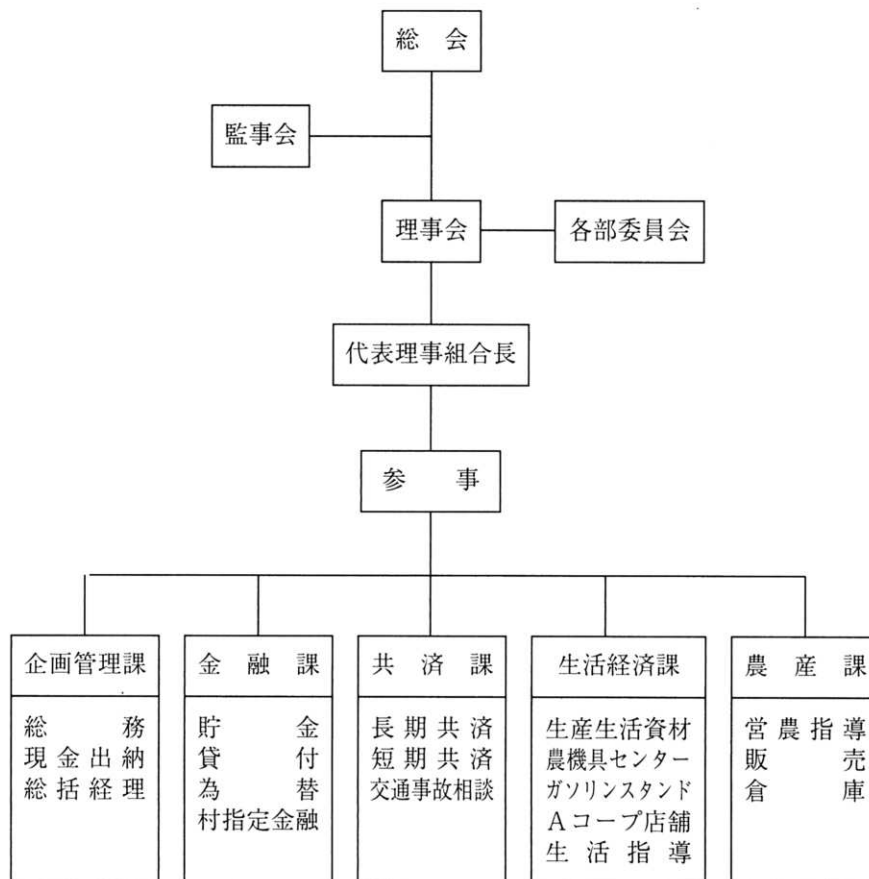 総会
監事会
理事会
各部委員会
代表理事組合長
参事
企画管理課
総務
現金出納
総括経理
金融課
貯金
貸付
為替
村指定金融
共済課
長期共済
短期共済
交通事故相談
生活経済課
生産生活資材
農機具センター
ガソリンスタンド
Aコープ店舗
生活指導
農産課
営農指導
販売
倉庫